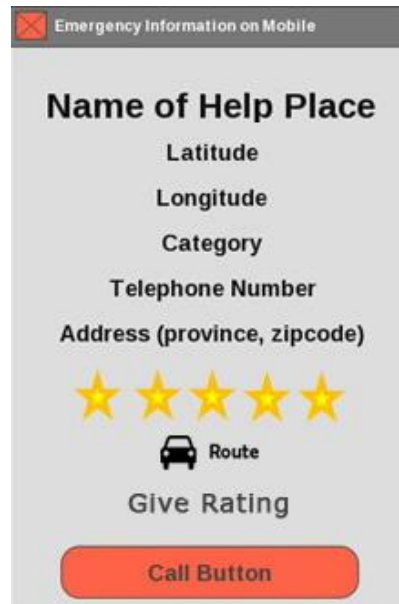 Emergency Information on Mobile
Name of Help Place
Latitude
Longitude
Category
Telephone Number
Address (province, zipcode)
Route
Give Rating
Call Button